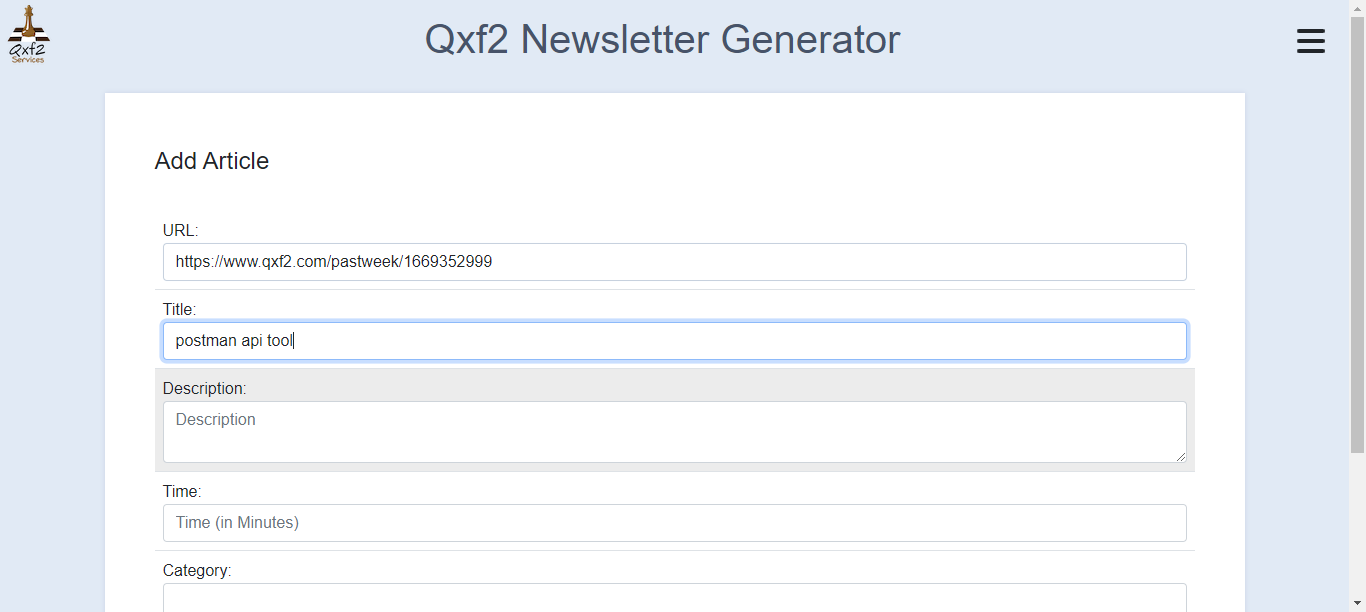 Qxf2
Services
Qxf2 Newsletter Generator
Add Article
URL:
https://www.qxf2.com/pastweek/1669352999
Title:
postman api tool
Description:
Description
Time:
Time (in Minutes)
Category: